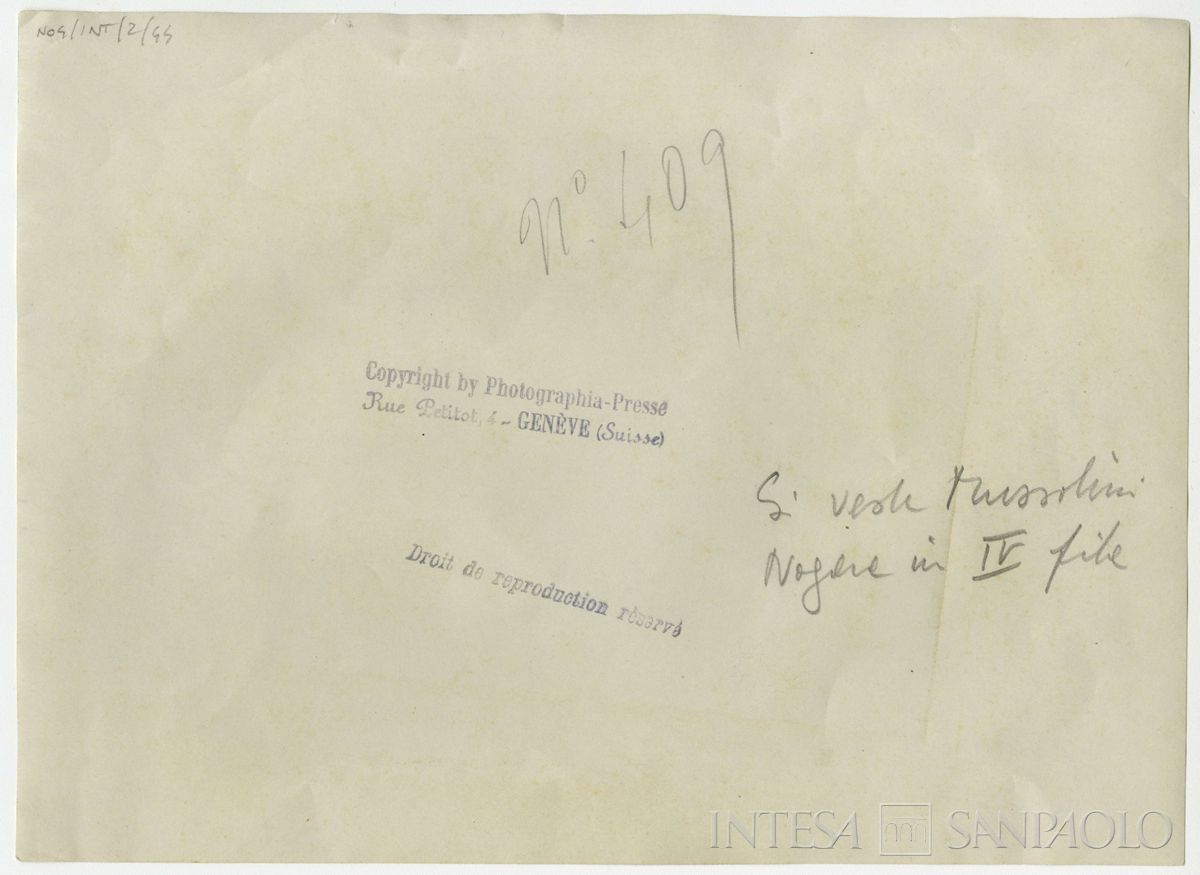 NOG/INT/2/
Nº. 409
Copyright by Photographia-Presse
Rue Petitot, 4 - GENÈVE (Suisse)
Droit de reproduction réservé
Si vede Mussolini
Nogara in IV fila
INTESA SANPAOLO